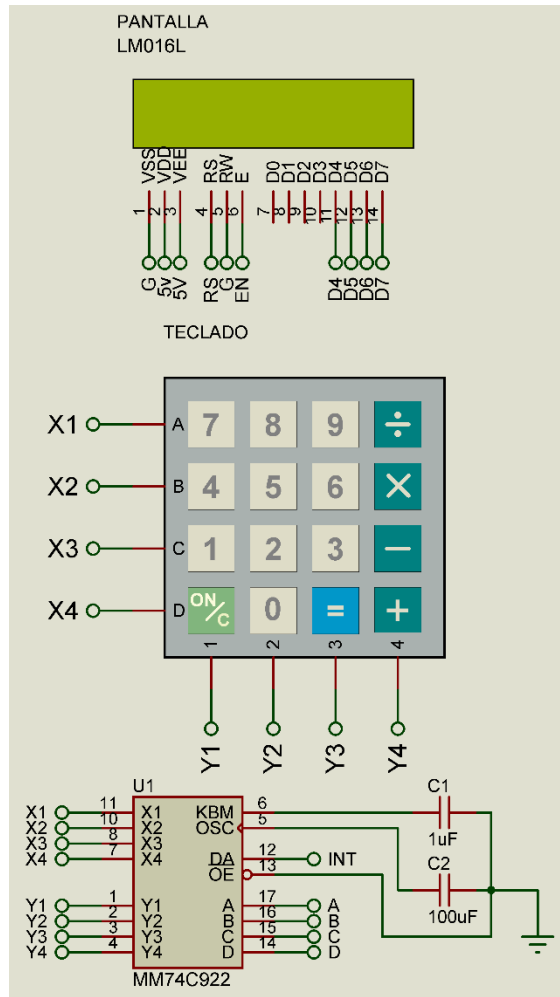 PANTALLA
LM016L
VSS VDD VEE RS RW E D0 D1 D2 D3 D4 D5 D6 D7
1 2 3 4 5 6 7 8 9 10 11 12 13 14
G 5v 5V RS G EN D4 D5 D6 D7
TECLADO
X1 A 7 8 9 ÷
X2 B 4 5 6 ×
X3 C 1 2 3 −
X4 D ON/C 0 = +
1 2 3 4
Y1 Y2 Y3 Y4
U1
C1
X1 11 X1 KBM 6
X2 10 X2 OSC 5
1uF
X3 8 X3
X4 7 X4 DA 12 INT
C2
OE 13
100uF
Y1 1 Y1 A 17 A
Y2 2 Y2 B 16 B
Y3 3 Y3 C 15 C
Y4 4 Y4 D 14 D
MM74C922